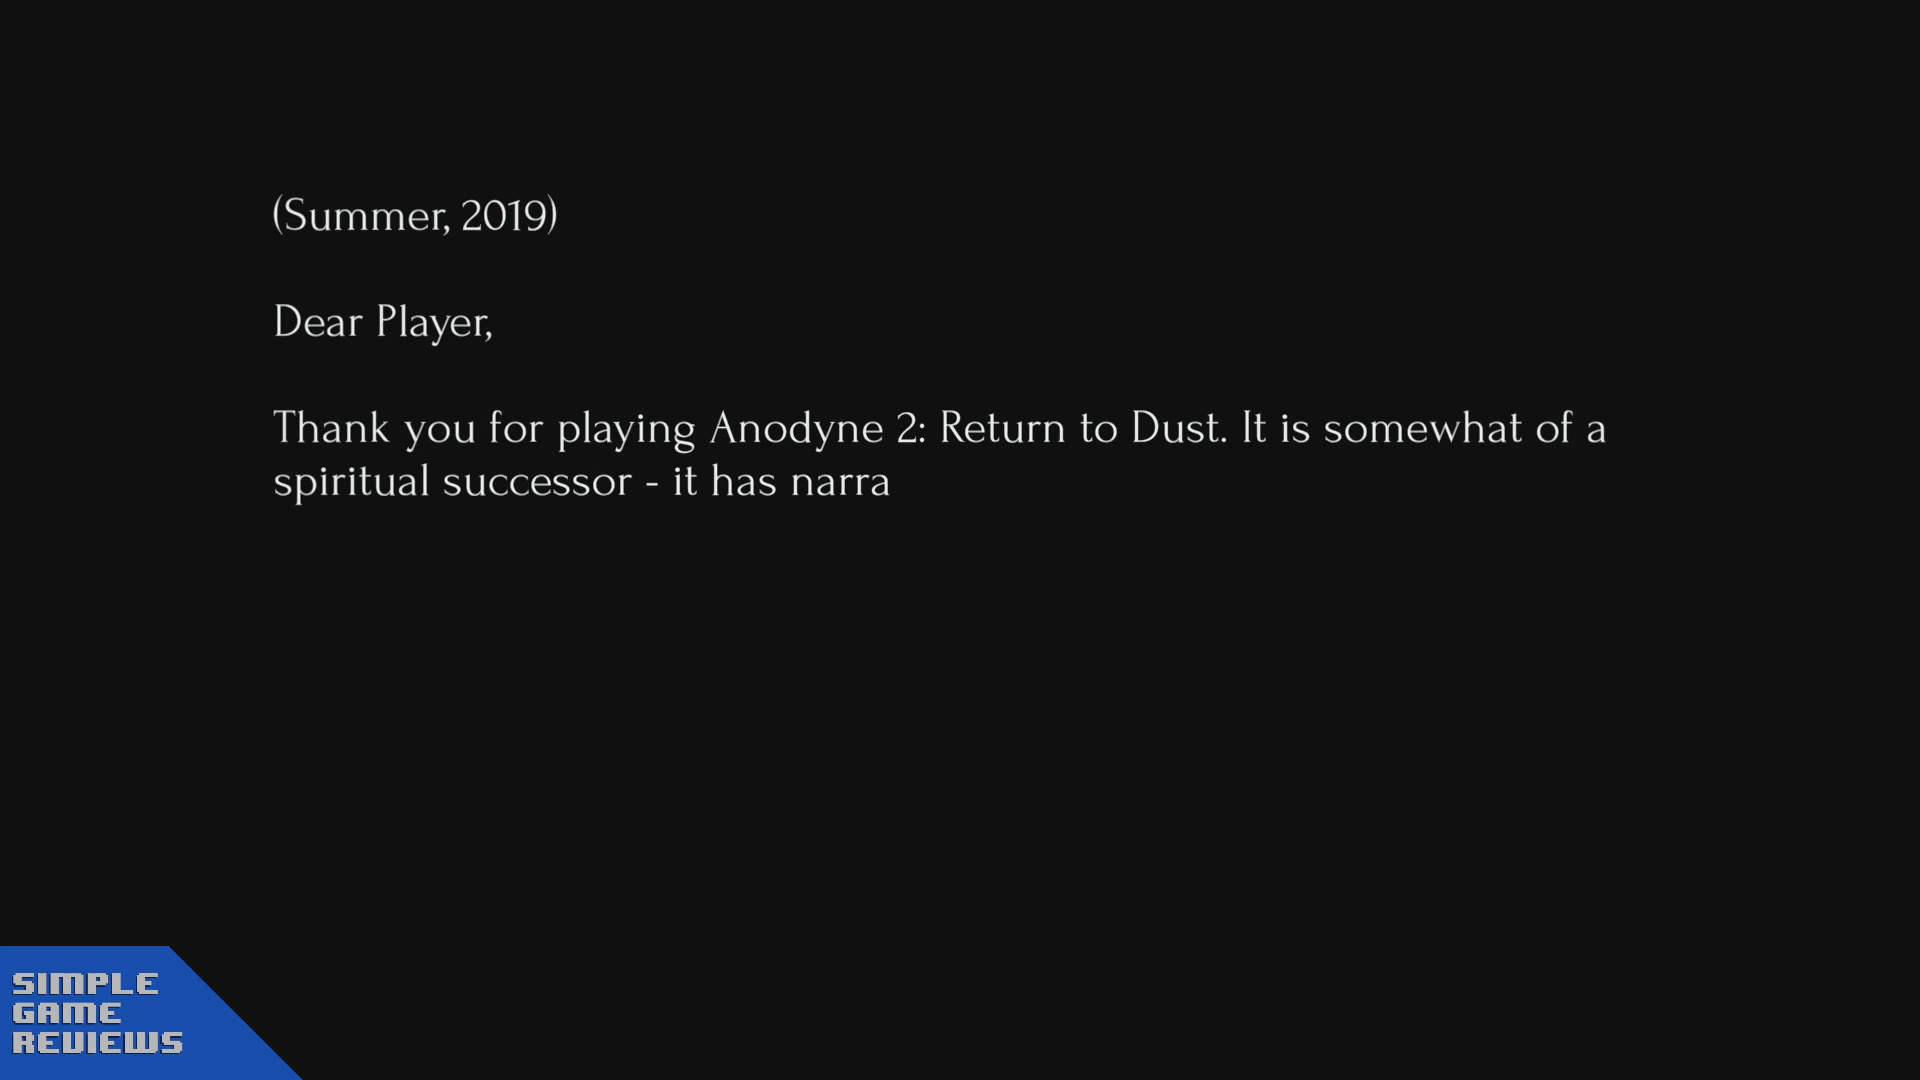 (Summer, 2019)
Dear Player,
Thank you for playing Anodyne 2: Return to Dust. It is somewhat of a
spiritual successor - it has narra
SIMPLE
GAME
REVIEWS